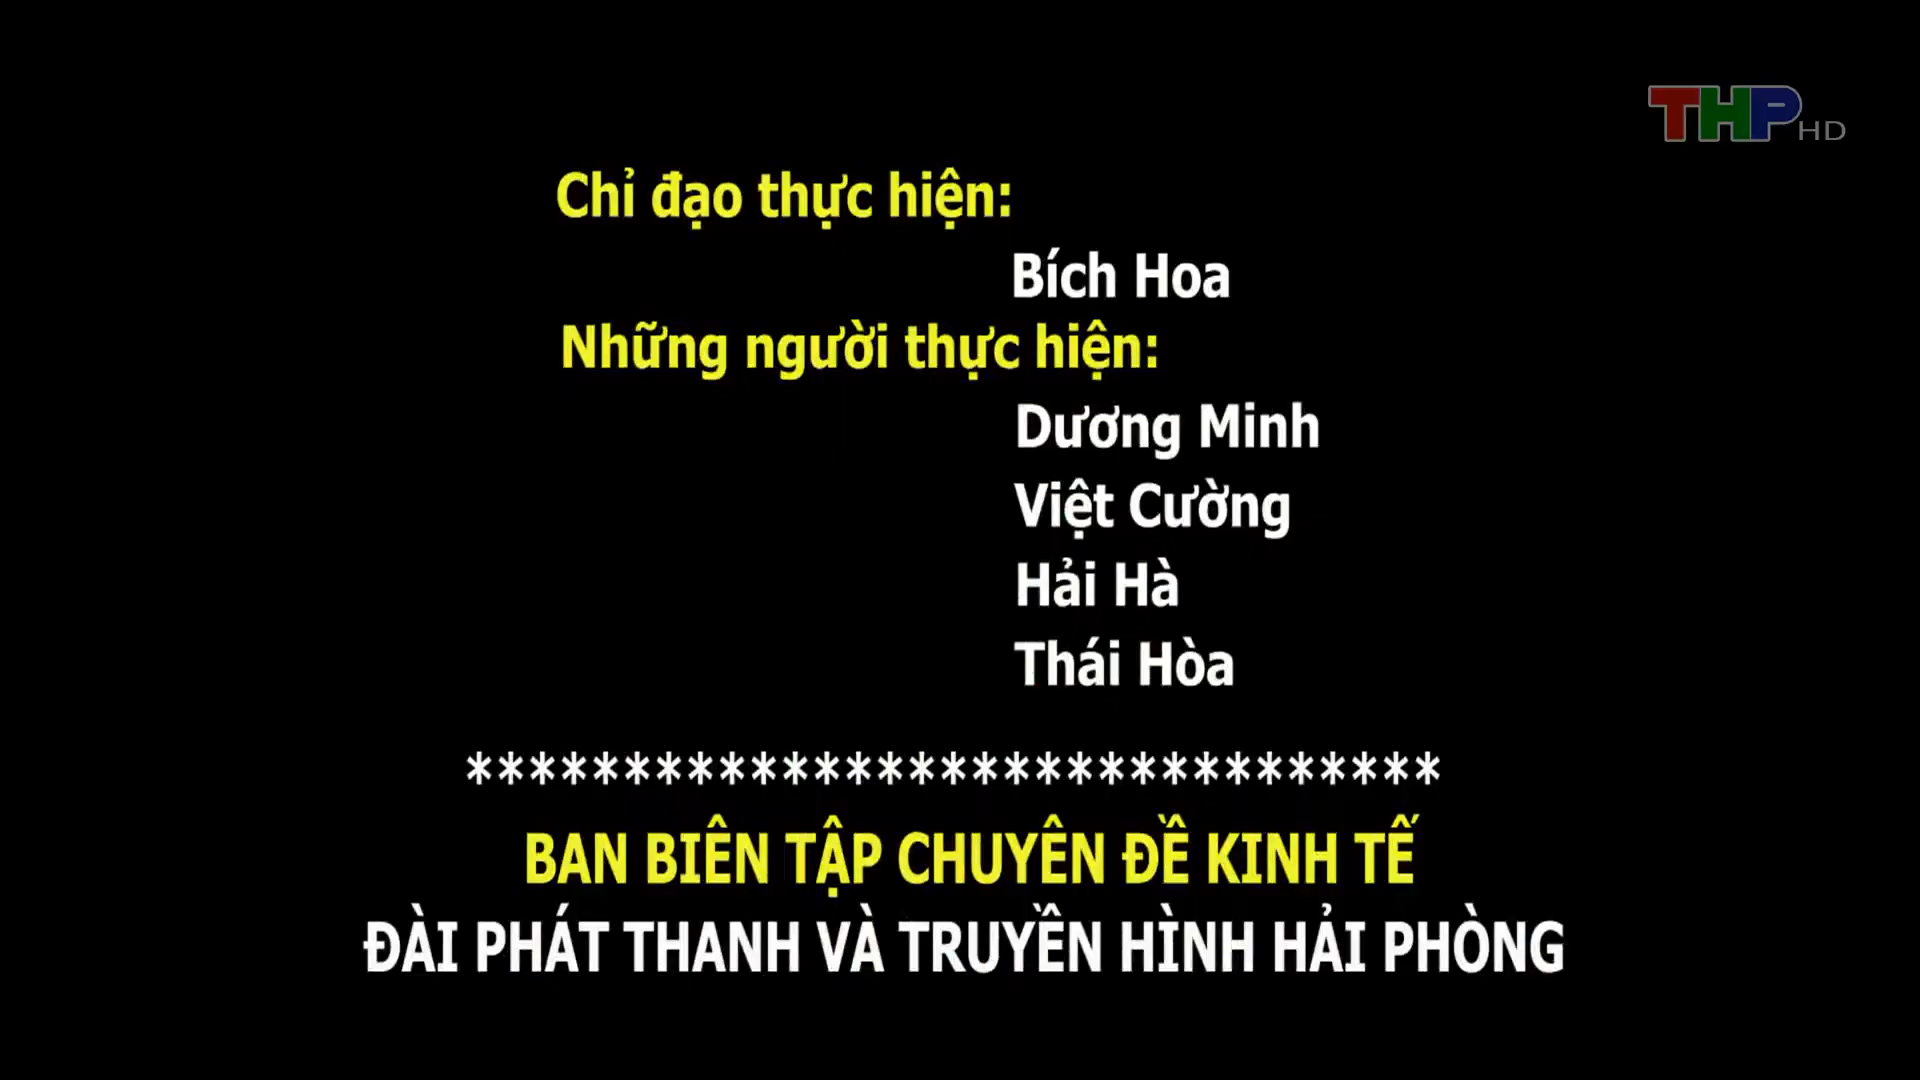 THP HD
Chỉ đạo thực hiện:
Bích Hoa
Những người thực hiện:
Dương Minh
Việt Cường
Hải Hà
Thái Hòa
*******************************
BAN BIÊN TẬP CHUYÊN ĐỀ KINH TẾ
ĐÀI PHÁT THANH VÀ TRUYỀN HÌNH HẢI PHÒNG